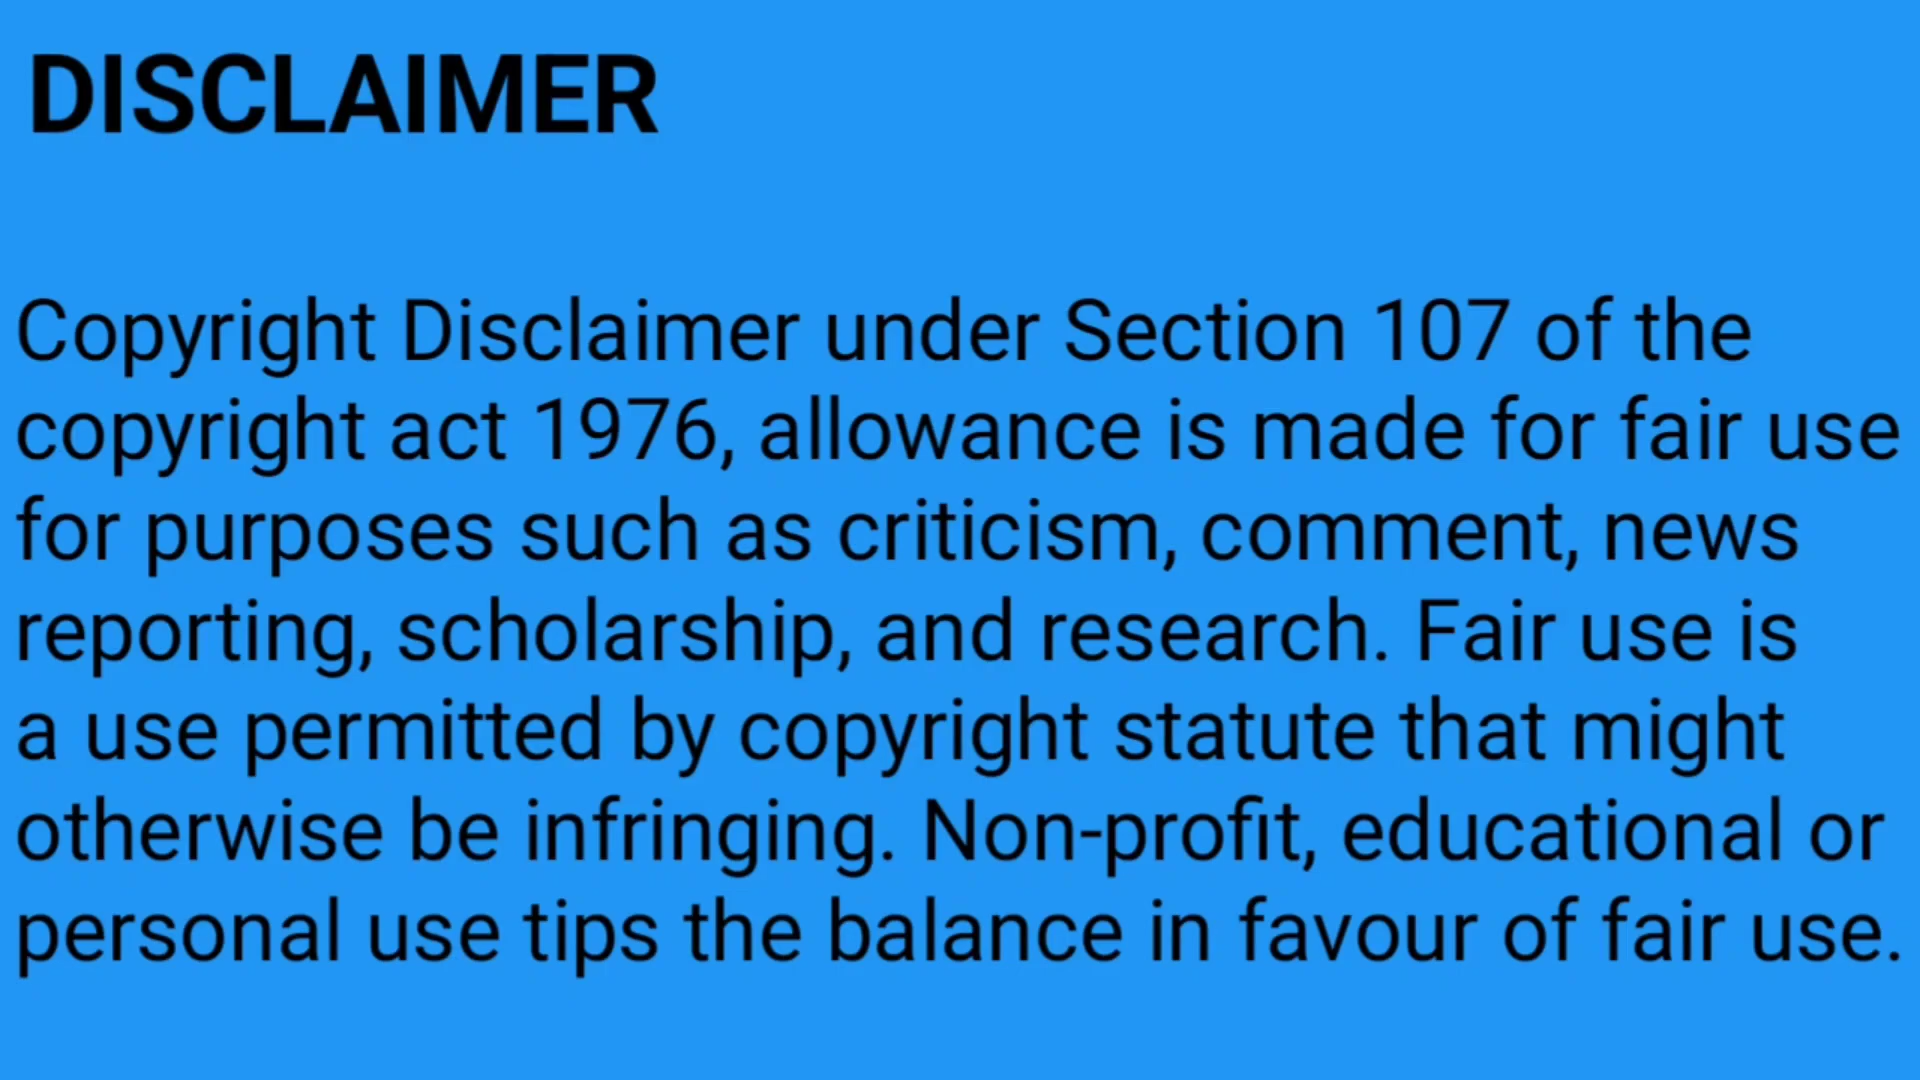 DISCLAIMER
Copyright Disclaimer under Section 107 of the
copyright act 1976, allowance is made for fair use
for purposes such as criticism, comment, news
reporting, scholarship, and research. Fair use is
a use permitted by copyright statute that might
otherwise be infringing. Non-profit, educational or
personal use tips the balance in favour of fair use.